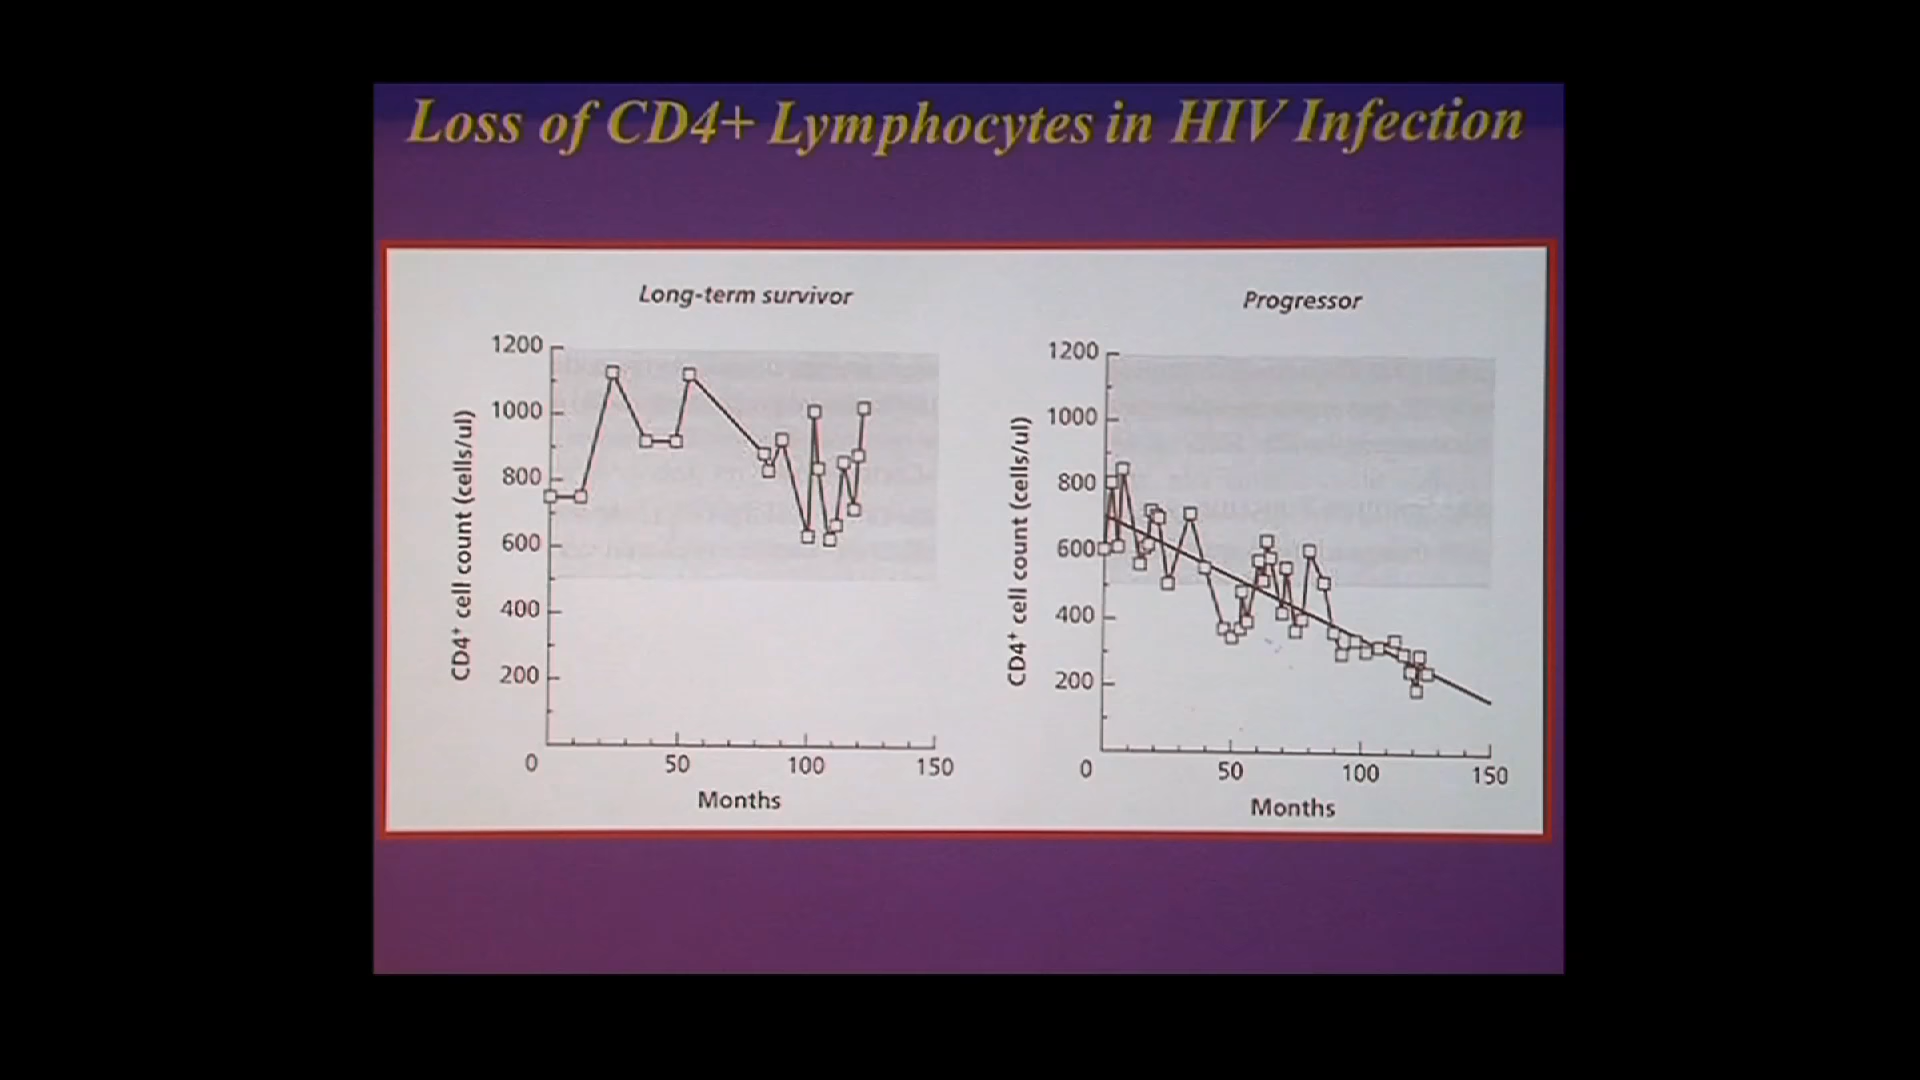 Loss of CD4+ Lymphocytes in HIV Infection
Long-term survivor
1200
1000
800
600
400
200
0
50
100
150
CD4+ cell count (cells/ul)
Months
Progressor
1200
1000
800
600
400
200
0
50
100
150
CD4+ cell count (cells/ul)
Months